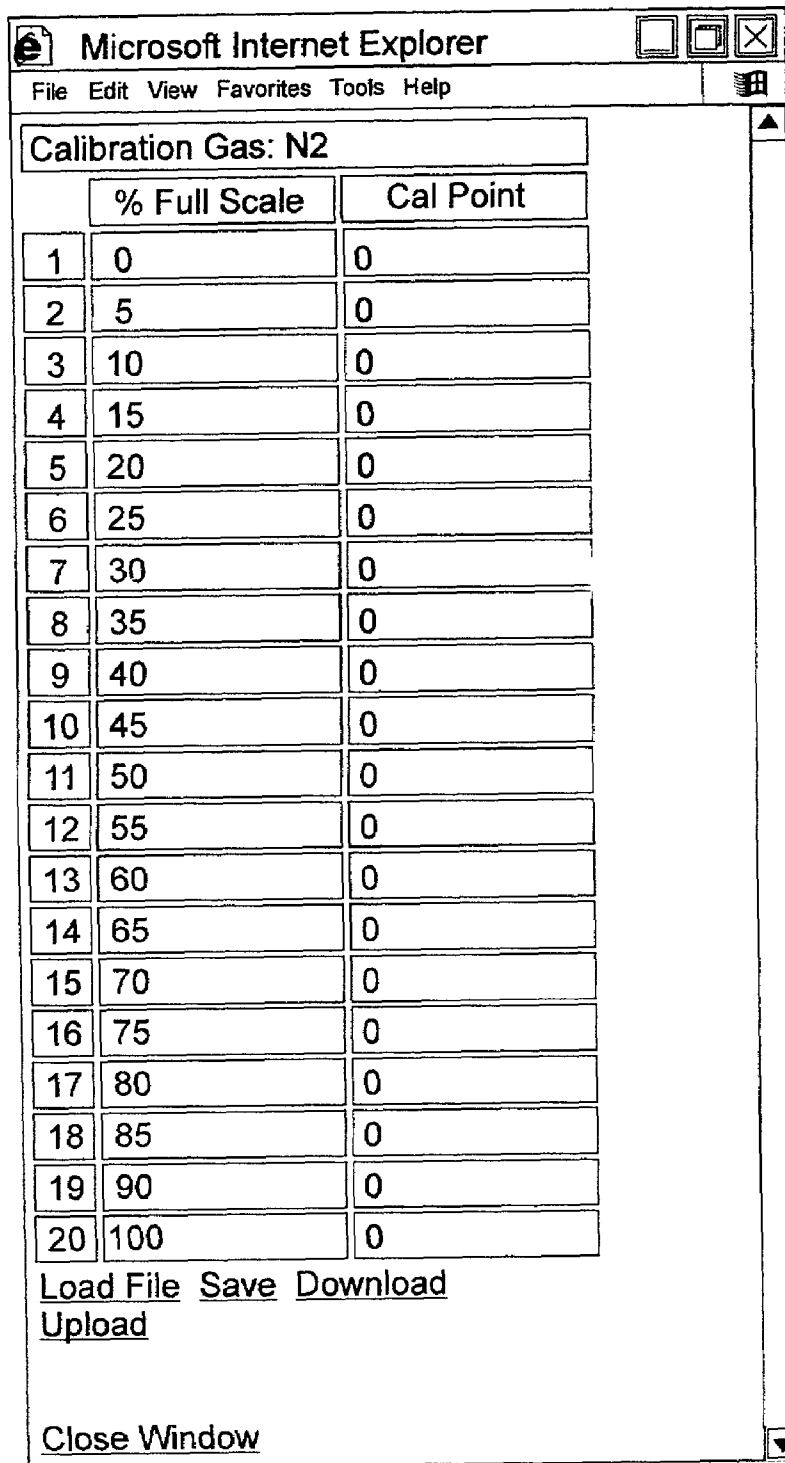 Microsoft Internet Explorer
File Edit View Favorites Tools Help
Calibration Gas: N2
% Full Scale Cal Point
1 0 0
2 5 0
3 10 0
4 15 0
5 20 0
6 25 0
7 30 0
8 35 0
9 40 0
10 45 0
11 50 0
12 55 0
13 60 0
14 65 0
15 70 0
16 75 0
17 80 0
18 85 0
19 90 0
20 100 0
Load File Save Download
Upload
Close Window